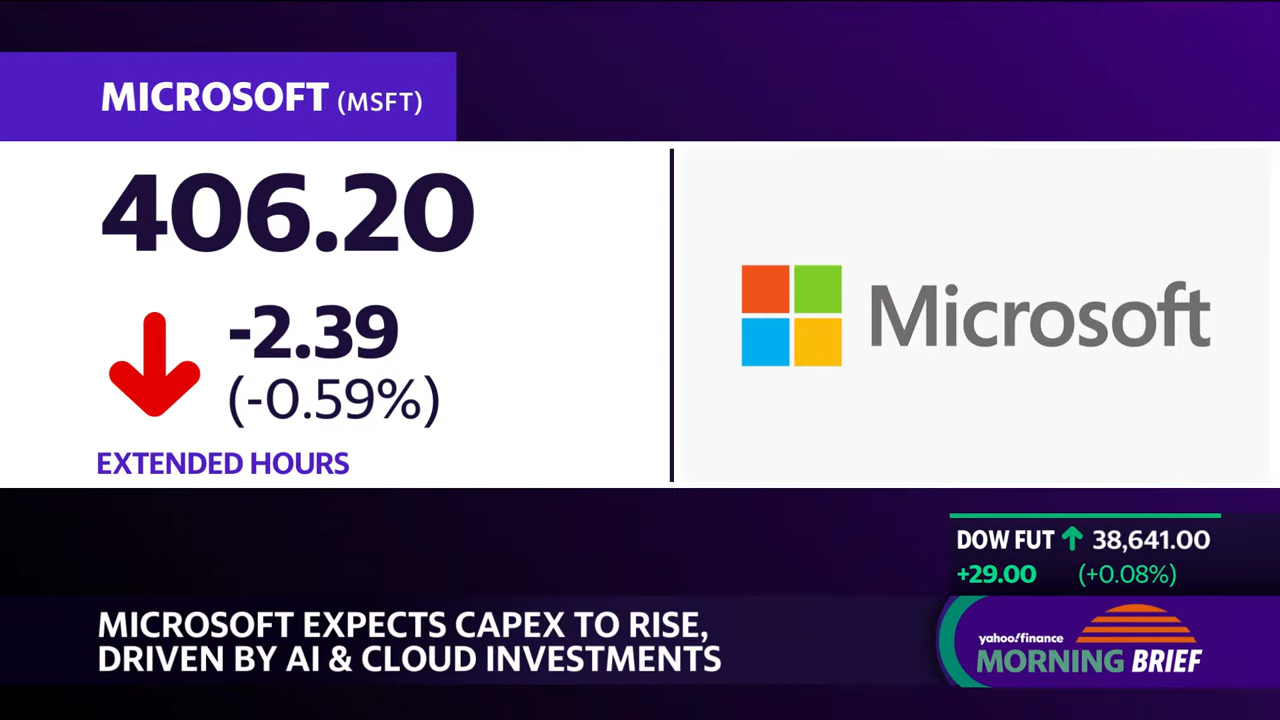 MICROSOFT (MSFT)
406.20
-2.39
(-0.59%)
EXTENDED HOURS
Microsoft
DOW FUT 38,641.00
+29.00 (+0.08%)
MICROSOFT EXPECTS CAPEX TO RISE,
DRIVEN BY AI & CLOUD INVESTMENTS
yahoo!finance
MORNING BRIEF